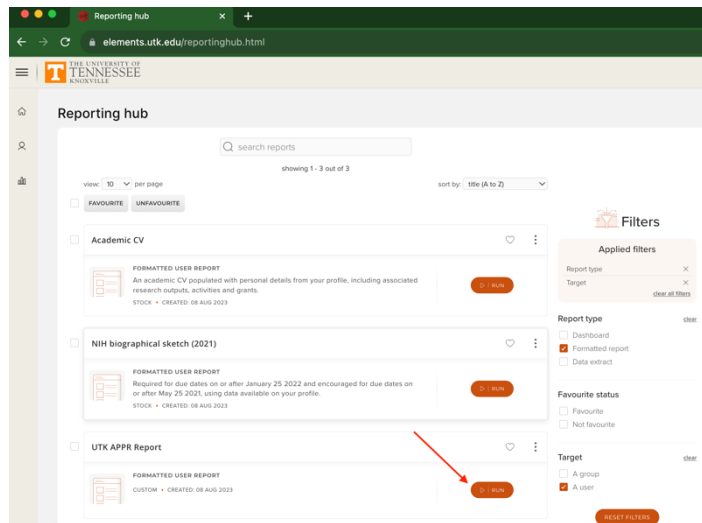 Reporting hub
elements.utk.edu/reportinghub.html
T THE UNIVERSITY OF
TENNESSEE
KNOXVILLE
Reporting hub
search reports
showing 1 - 3 out of 3
view: 10 per page
sort by: title (A to Z)
FAVOURITE UNFAVOURITE
Academic CV
FORMATTED USER REPORT
An academic CV populated with personal details from your profile, including associated
research outputs, activities and grants.
STOCK • CREATED: 08 AUG 2023
RUN
NIH biographical sketch (2021)
FORMATTED USER REPORT
Required for due dates on or after January 25 2022 and encouraged for due dates on
or after May 25 2021, using data available on your profile.
STOCK • CREATED: 08 AUG 2023
RUN
UTK APPR Report
FORMATTED USER REPORT
CUSTOM • CREATED: 08 AUG 2023
RUN
Filters
Applied filters
Report type
Target
clear all filters
Report type clear
Dashboard
Formatted report
Data extract
Favourite status
Favourite
Not favourite
Target clear
A group
A user
RESET FILTERS